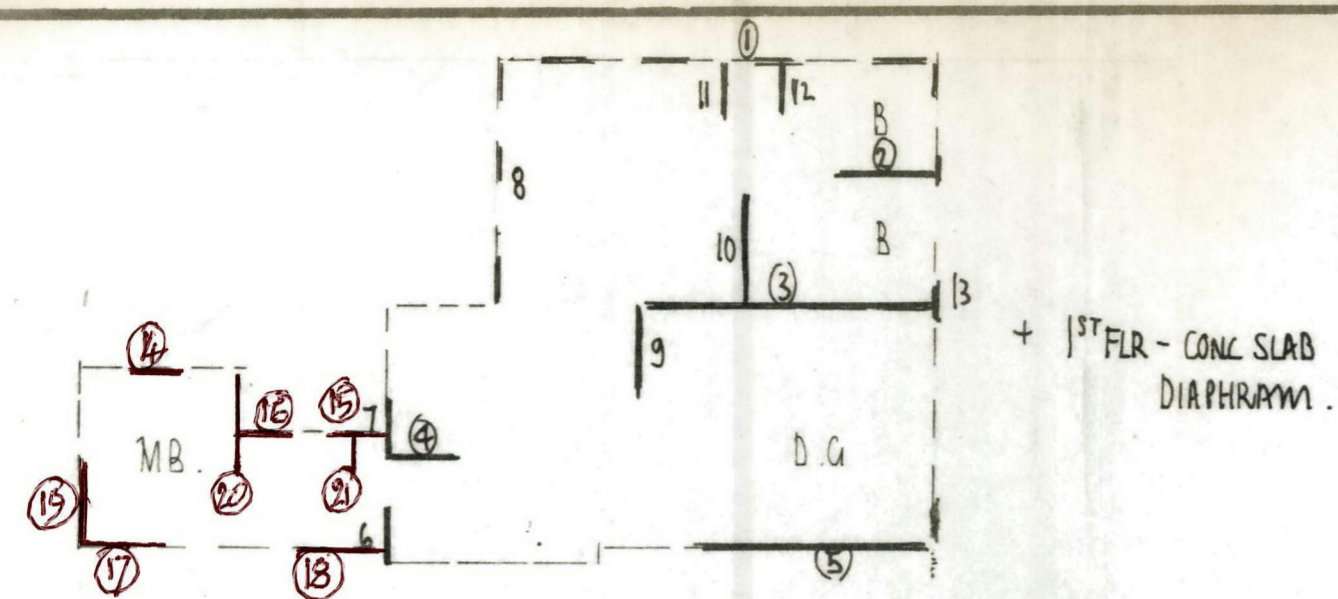 ①
11 12
B
②
8
B
10
③
13
+ 1ST FLR - CONC SLAB
DIAPHRAM.
9
⑭
⑯ ⑮ 7
④
MB.
D.G
⑳ ㉑
6
⑰ ⑱ ⑤